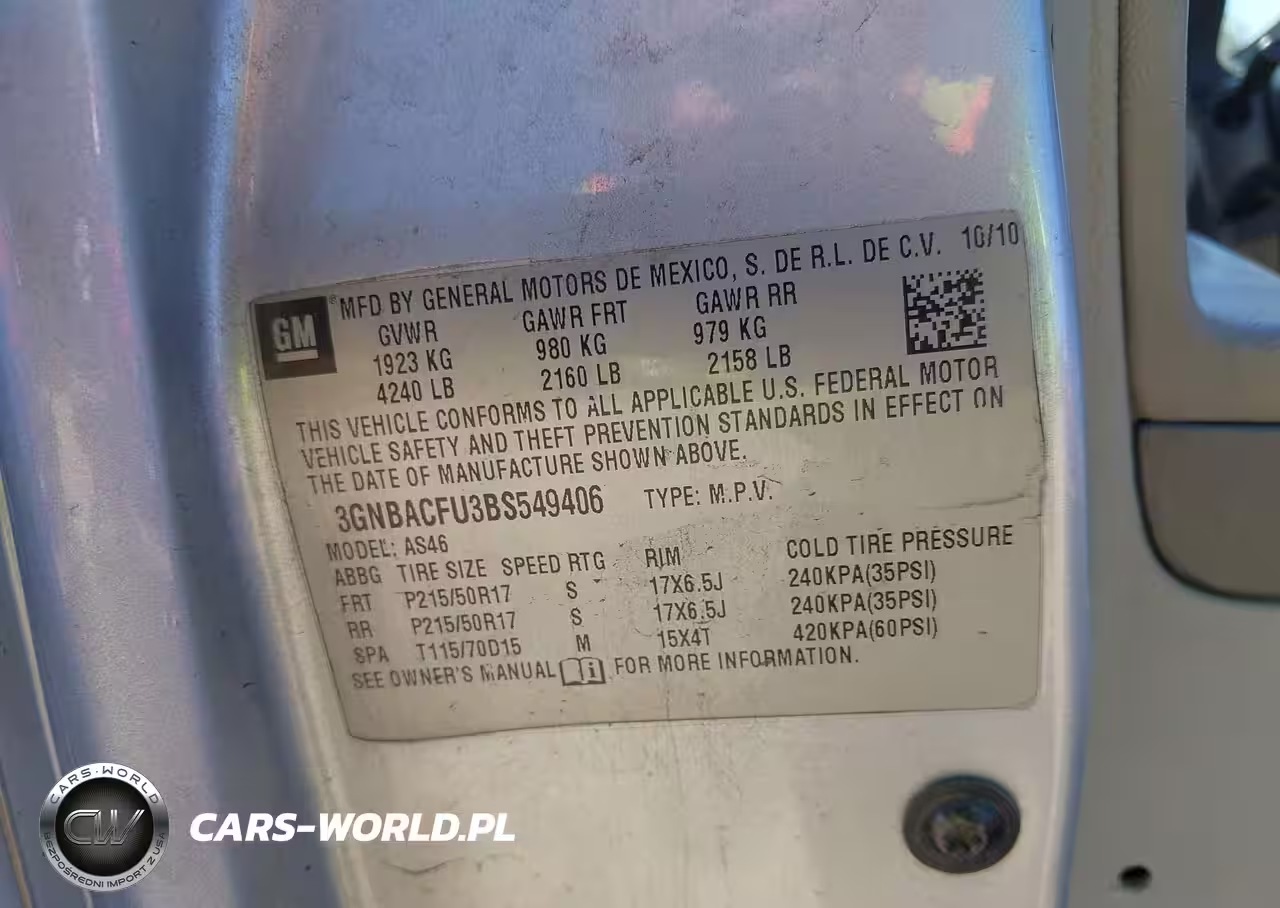 GM ® MFD BY GENERAL MOTORS DE MEXICO, S. DE R.L. DE C.V. 10/10
GVWR GAWR FRT GAWR RR
1923 KG 980 KG 979 KG
4240 LB 2160 LB 2158 LB
THIS VEHICLE CONFORMS TO ALL APPLICABLE U.S. FEDERAL MOTOR
VEHICLE SAFETY AND THEFT PREVENTION STANDARDS IN EFFECT ON
THE DATE OF MANUFACTURE SHOWN ABOVE.
3GNBACFU3BS549406 TYPE: M.P.V.
MODEL: AS46
ABBG TIRE SIZE SPEED RTG RIM COLD TIRE PRESSURE
FRT P215/50R17 S 17X6.5J 240KPA(35PSI)
RR P215/50R17 S 17X6.5J 240KPA(35PSI)
SPA T115/70D15 M 15X4T 420KPA(60PSI)
SEE OWNER'S MANUAL i FOR MORE INFORMATION.
CARS-WORLD
CW
BEZPOŚREDNI IMPORT Z USA
CARS-WORLD.PL